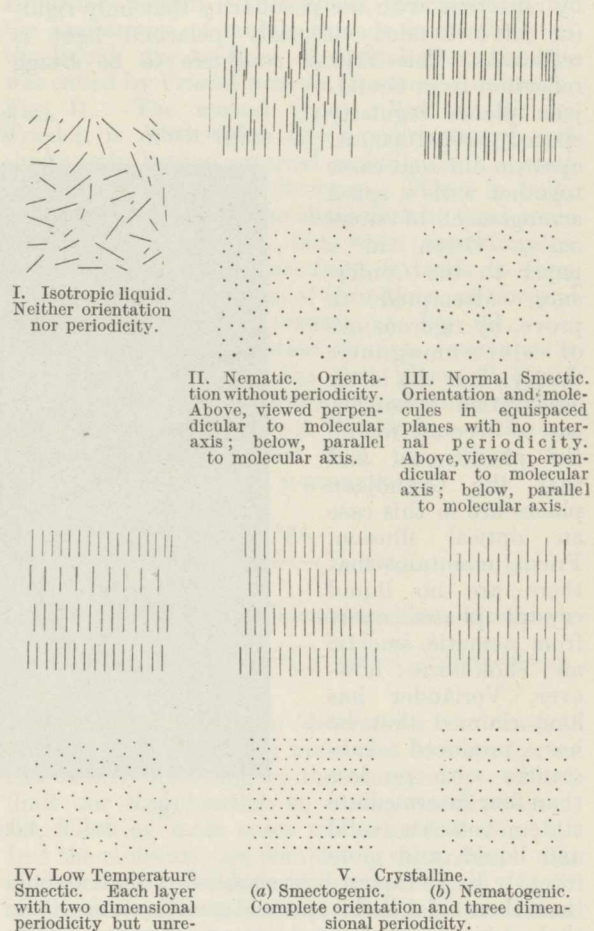 I. Isotropic liquid.
Neither orientation
nor periodicity.
II. Nematic. Orienta-
tion without periodicity.
Above, viewed perpen-
dicular to molecular
axis; below, parallel
to molecular axis.
III. Normal Smectic.
Orientation and mole-
cules in equispaced
planes with no inter-
nal periodicity.
Above, viewed perpen-
dicular to molecular
axis; below, parallel
to molecular axis.
IV. Low Temperature
Smectic. Each layer
with two dimensional
periodicity but unre-
V. Crystalline.
(a) Smectogenic. (b) Nematogenic.
Complete orientation and three dimen-
sional periodicity.